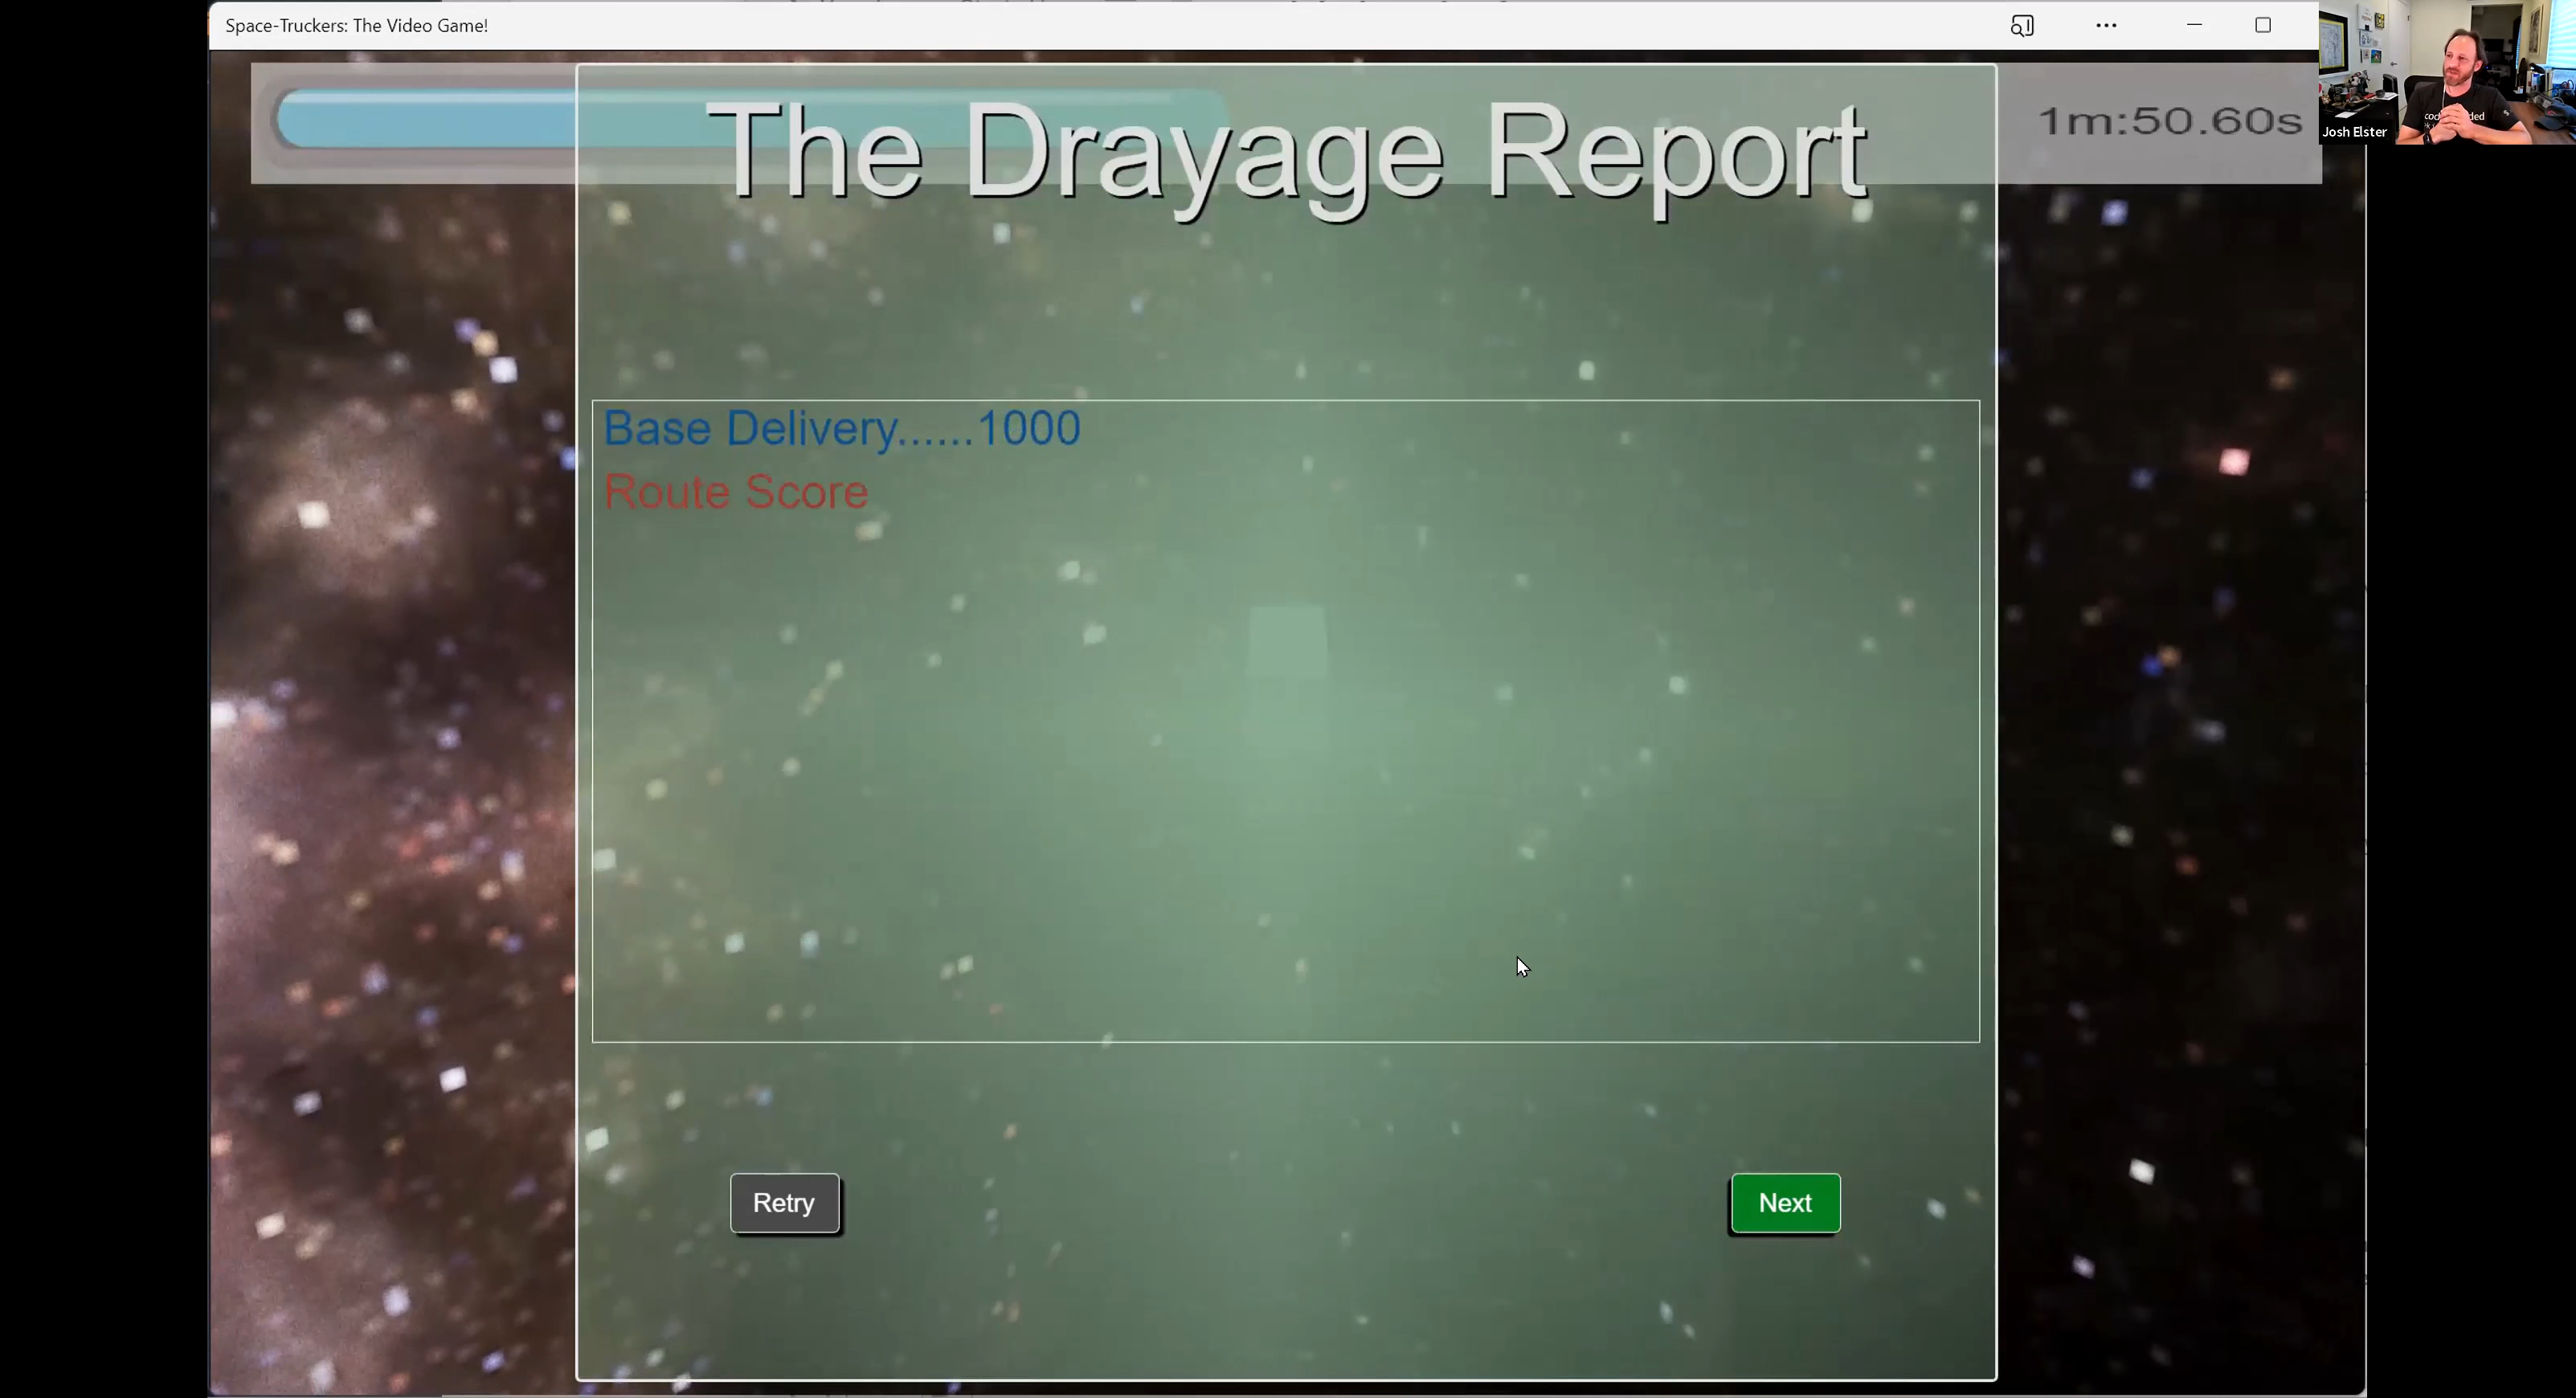 Space-Truckers: The Video Game!
The Drayage Report
1m:50.60s
Josh Elster
Base Delivery......1000
Route Score
Retry
Next